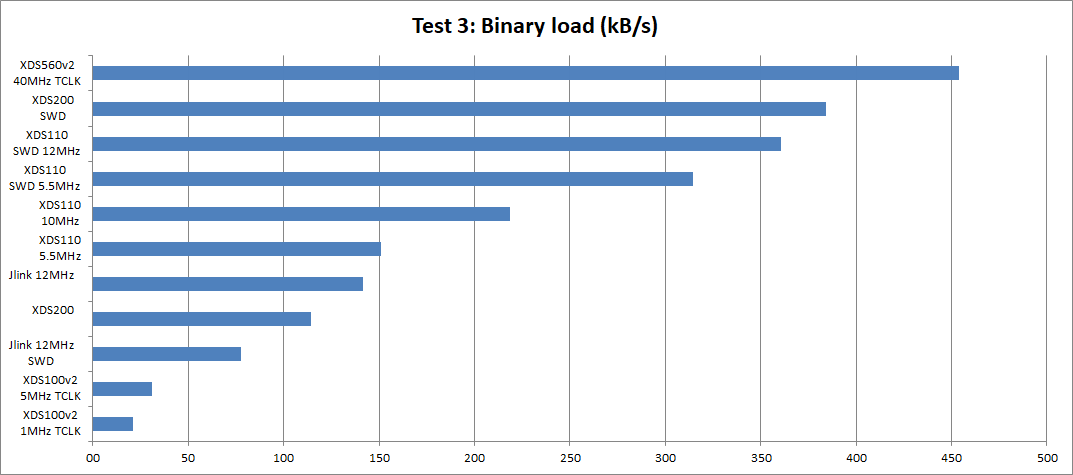 Test 3: Binary load (kB/s)
XDS560v2
40MHz TCLK
XDS200
SWD
XDS110
SWD 12MHz
XDS110
SWD 5.5MHz
XDS110
10MHz
XDS110
5.5MHz
Jlink 12MHz
XDS200
Jlink 12MHz
SWD
XDS100v2
5MHz TCLK
XDS100v2
1MHz TCLK
00 50 100 150 200 250 300 350 400 450 500